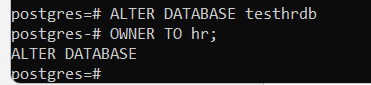 postgres=# ALTER DATABASE testhrdb
postgres-# OWNER TO hr;
ALTER DATABASE
postgres=#